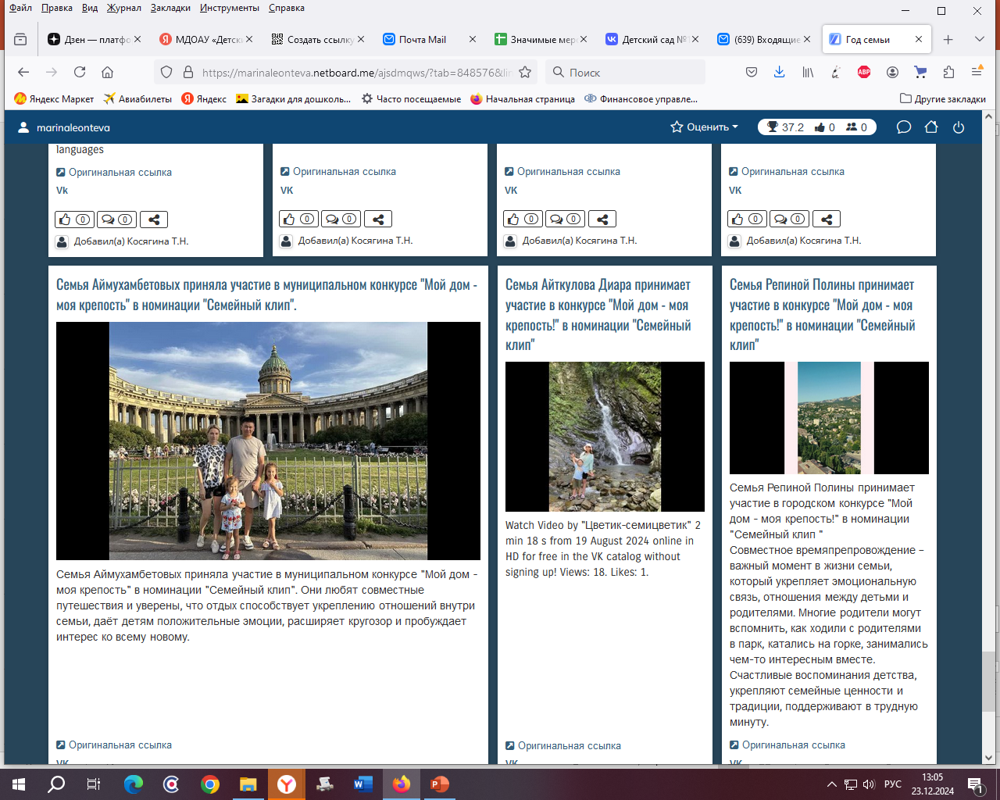 Файл Правка Вид Журнал Закладки Инструменты Справка
Дзен — платфо
МДОАУ «Детски
Создать ссылку
Почта Mail
Значимые мер
Детский сад №
(639) Входящие
Год семьи
https://marinaleonteva.netboard.me/ajsdmqws/?tab=848576&li
Поиск
Яндекс Маркет Авиабилеты Яндекс Загадки для дошколь... Часто посещаемые Начальная страница Финансовое управле... Другие закладки
marinaleonteva Оценить 37.2 0 0
languages
Оригинальная ссылка
Vk
0 0
Добавил(а) Косягина Т.Н.
Оригинальная ссылка
VK
0 0
Добавил(а) Косягина Т.Н.
Оригинальная ссылка
VK
0 0
Добавил(а) Косягина Т.Н.
Оригинальная ссылка
VK
0 0
Добавил(а) Косягина Т.Н.
Семья Аймухамбетовых приняла участие в муниципальном конкурсе "Мой дом -
моя крепость" в номинации "Семейный клип".
Семья Аймухамбетовых приняла участие в муниципальном конкурсе "Мой дом -
моя крепость" в номинации "Семейный клип". Они любят совместные
путешествия и уверены, что отдых способствует укреплению отношений внутри
семьи, даёт детям положительные эмоции, расширяет кругозор и пробуждает
интерес ко всему новому.
Оригинальная ссылка
VK
Семья Айткулова Диара принимает
участие в конкурсе "Мой дом - моя
крепость!" в номинации "Семейный
клип"
Watch Video by "Цветик-семицветик" 2
min 18 s from 19 August 2024 online in
HD for free in the VK catalog without
signing up! Views: 18. Likes: 1.
Оригинальная ссылка
VK
Семья Репиной Полины принимает
участие в конкурсе "Мой дом - моя
крепость!" в номинации "Семейный
клип"
Семья Репиной Полины принимает
участие в городском конкурсе "Мой
дом - моя крепость!" в номинации
"Семейный клип "
Совместное времяпрепровождение –
важный момент в жизни семьи,
который укрепляет эмоциональную
связь, отношения между детьми и
родителями. Многие родители могут
вспомнить, как ходили с родителями
в парк, катались на горке, занимались
чем-то интересным вместе.
Счастливые воспоминания детства,
укрепляют семейные ценности и
традиции, поддерживают в трудную
минуту.
Оригинальная ссылка
VK
РУС
13:05
23.12.2024
1